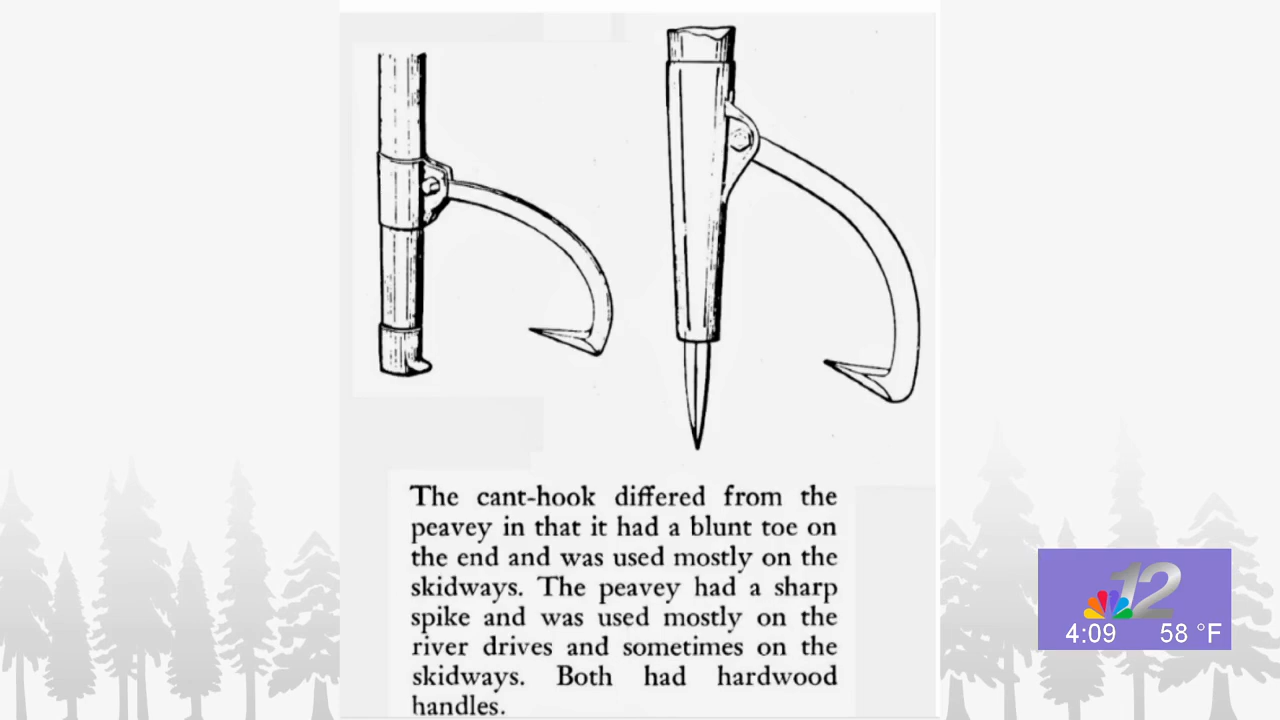 The cant-hook differed from the
peavey in that it had a blunt toe on
the end and was used mostly on the
skidways. The peavey had a sharp
spike and was used mostly on the
river drives and sometimes on the
skidways. Both had hardwood
handles.
12
4:09 58 °F